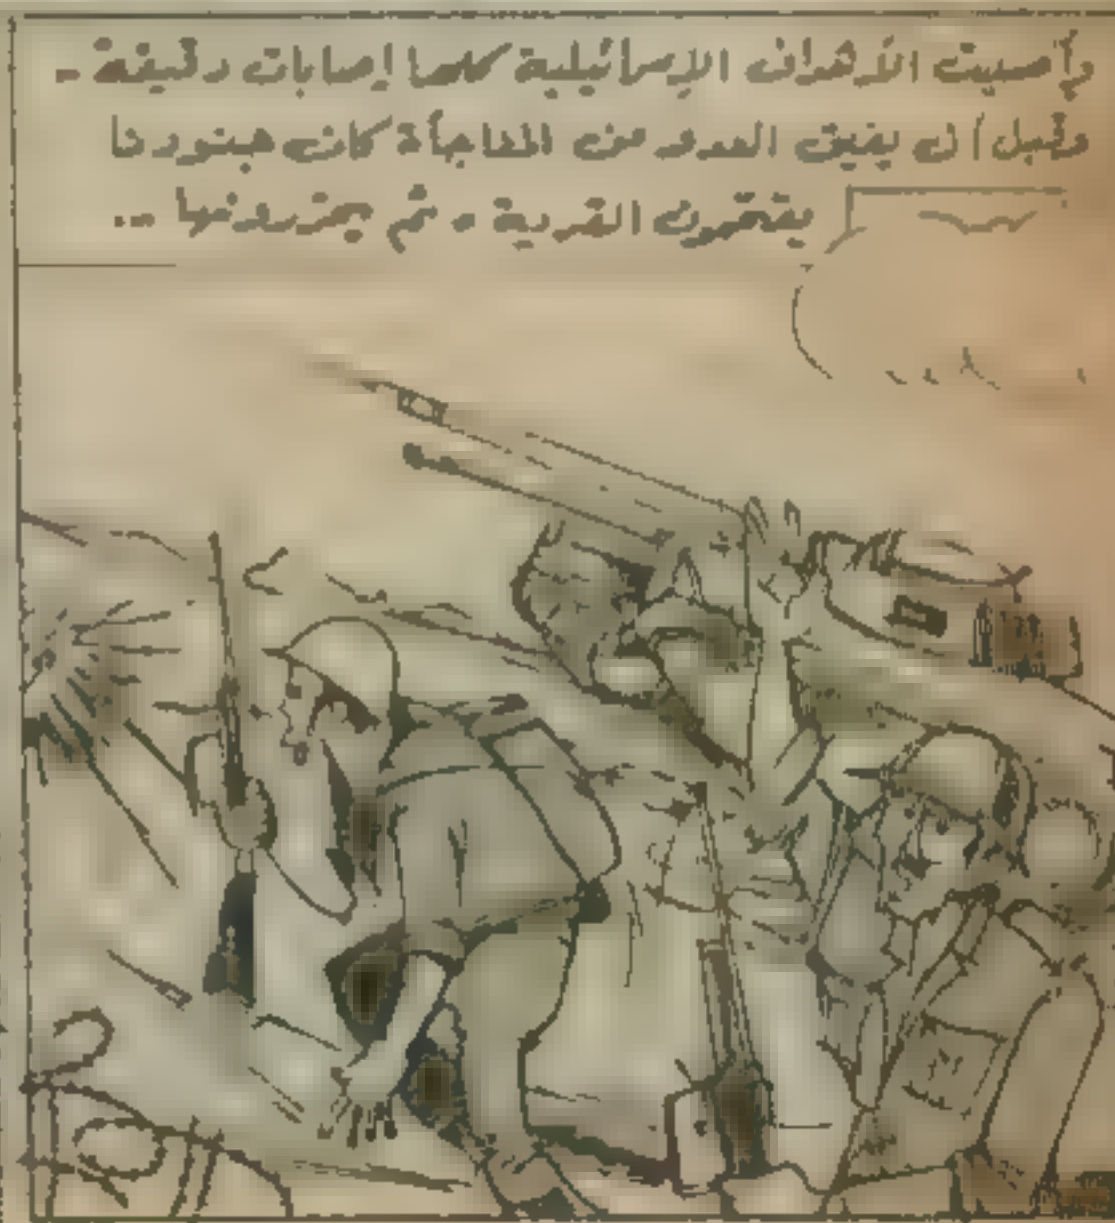 وأصيبت الأهداف الإسرائيلية كلها إصابات دقيقة ..
وقبل أن يفيق العدو من المفاجأة كان جنودنا
يقتحمون القرية ، ثم يحررونها ...